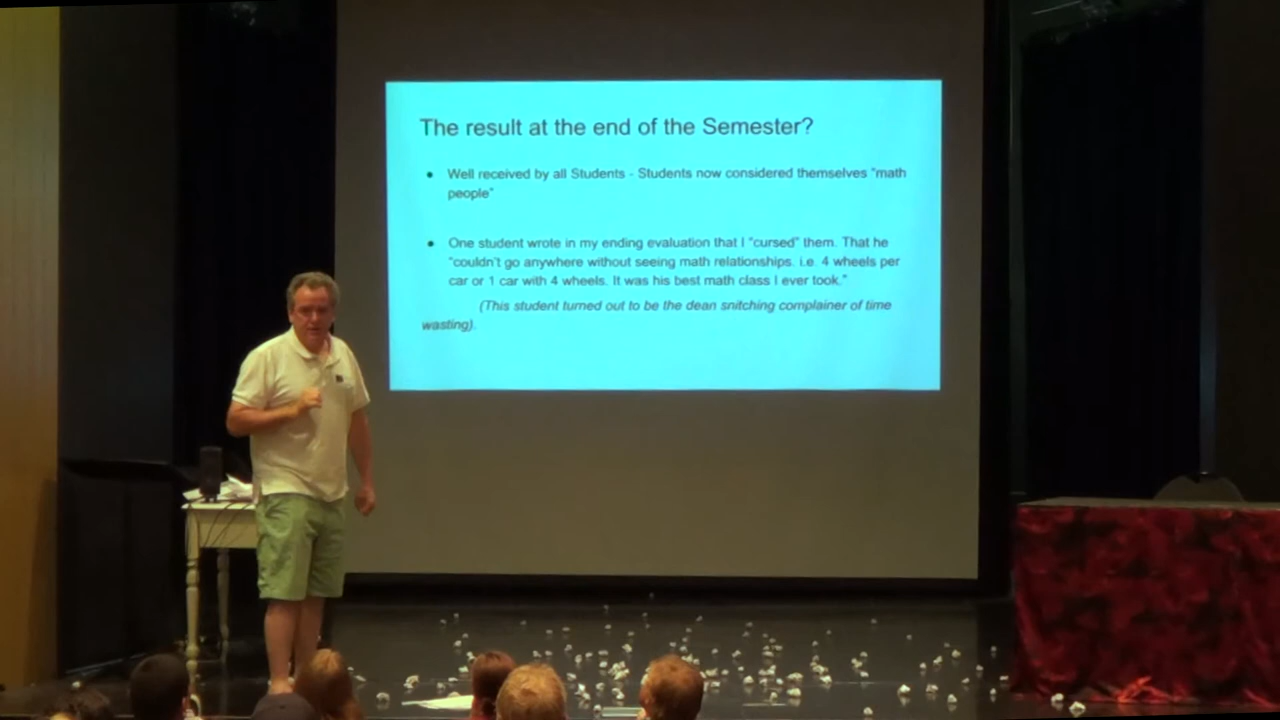 The result at the end of the Semester?
● Well received by all Students - Students now considered themselves "math
people"
● One student wrote in my ending evaluation that I "cursed" them. That he
"couldn't go anywhere without seeing math relationships. i.e. 4 wheels per
car or 1 car with 4 wheels. It was his best math class I ever took."
(This student turned out to be the dean snitching complainer of time
wasting).